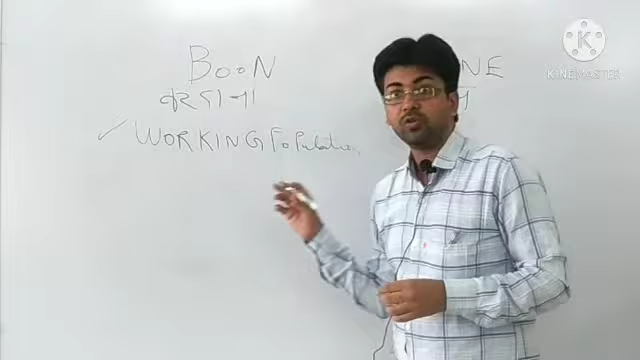 BooN NE
वरदान
✓ WORKING PoPulation
K
KINEMASTER